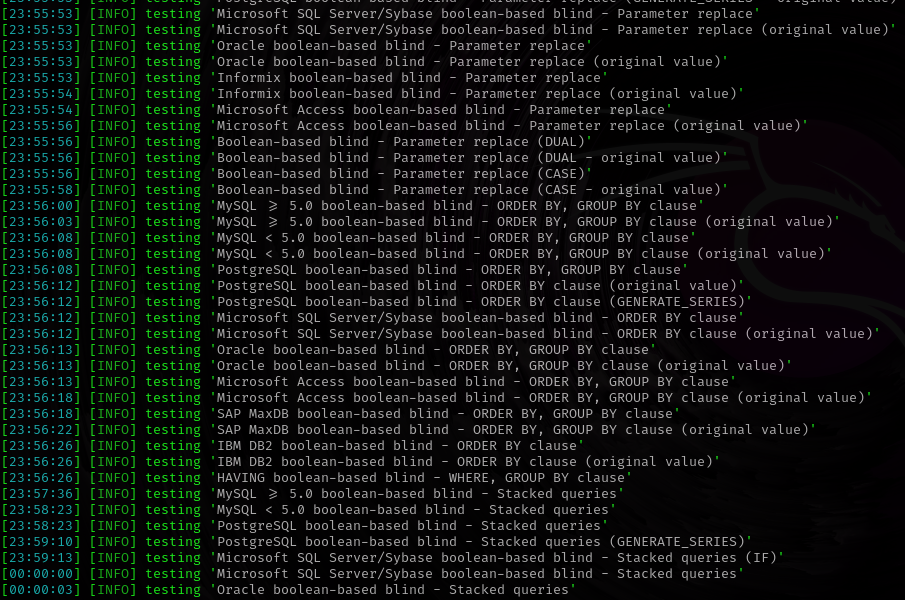 [23:55:53] [INFO] testing 'PostgreSQL boolean-based blind - Parameter replace (GENERATE_SERIES - original value)'
[23:55:53] [INFO] testing 'Microsoft SQL Server/Sybase boolean-based blind - Parameter replace'
[23:55:53] [INFO] testing 'Microsoft SQL Server/Sybase boolean-based blind - Parameter replace (original value)'
[23:55:53] [INFO] testing 'Oracle boolean-based blind - Parameter replace'
[23:55:53] [INFO] testing 'Oracle boolean-based blind - Parameter replace (original value)'
[23:55:53] [INFO] testing 'Informix boolean-based blind - Parameter replace'
[23:55:54] [INFO] testing 'Informix boolean-based blind - Parameter replace (original value)'
[23:55:54] [INFO] testing 'Microsoft Access boolean-based blind - Parameter replace'
[23:55:56] [INFO] testing 'Microsoft Access boolean-based blind - Parameter replace (original value)'
[23:55:56] [INFO] testing 'Boolean-based blind - Parameter replace (DUAL)'
[23:55:56] [INFO] testing 'Boolean-based blind - Parameter replace (DUAL - original value)'
[23:55:56] [INFO] testing 'Boolean-based blind - Parameter replace (CASE)'
[23:55:58] [INFO] testing 'Boolean-based blind - Parameter replace (CASE - original value)'
[23:56:00] [INFO] testing 'MySQL ≥ 5.0 boolean-based blind - ORDER BY, GROUP BY clause'
[23:56:03] [INFO] testing 'MySQL ≥ 5.0 boolean-based blind - ORDER BY, GROUP BY clause (original value)'
[23:56:08] [INFO] testing 'MySQL < 5.0 boolean-based blind - ORDER BY, GROUP BY clause'
[23:56:08] [INFO] testing 'MySQL < 5.0 boolean-based blind - ORDER BY, GROUP BY clause (original value)'
[23:56:08] [INFO] testing 'PostgreSQL boolean-based blind - ORDER BY, GROUP BY clause'
[23:56:12] [INFO] testing 'PostgreSQL boolean-based blind - ORDER BY clause (original value)'
[23:56:12] [INFO] testing 'PostgreSQL boolean-based blind - ORDER BY clause (GENERATE_SERIES)'
[23:56:12] [INFO] testing 'Microsoft SQL Server/Sybase boolean-based blind - ORDER BY clause'
[23:56:12] [INFO] testing 'Microsoft SQL Server/Sybase boolean-based blind - ORDER BY clause (original value)'
[23:56:13] [INFO] testing 'Oracle boolean-based blind - ORDER BY, GROUP BY clause'
[23:56:13] [INFO] testing 'Oracle boolean-based blind - ORDER BY, GROUP BY clause (original value)'
[23:56:13] [INFO] testing 'Microsoft Access boolean-based blind - ORDER BY, GROUP BY clause'
[23:56:18] [INFO] testing 'Microsoft Access boolean-based blind - ORDER BY, GROUP BY clause (original value)'
[23:56:18] [INFO] testing 'SAP MaxDB boolean-based blind - ORDER BY, GROUP BY clause'
[23:56:22] [INFO] testing 'SAP MaxDB boolean-based blind - ORDER BY, GROUP BY clause (original value)'
[23:56:26] [INFO] testing 'IBM DB2 boolean-based blind - ORDER BY clause'
[23:56:26] [INFO] testing 'IBM DB2 boolean-based blind - ORDER BY clause (original value)'
[23:56:26] [INFO] testing 'HAVING boolean-based blind - WHERE, GROUP BY clause'
[23:57:36] [INFO] testing 'MySQL ≥ 5.0 boolean-based blind - Stacked queries'
[23:58:23] [INFO] testing 'MySQL < 5.0 boolean-based blind - Stacked queries'
[23:58:23] [INFO] testing 'PostgreSQL boolean-based blind - Stacked queries'
[23:59:10] [INFO] testing 'PostgreSQL boolean-based blind - Stacked queries (GENERATE_SERIES)'
[23:59:13] [INFO] testing 'Microsoft SQL Server/Sybase boolean-based blind - Stacked queries (IF)'
[00:00:00] [INFO] testing 'Microsoft SQL Server/Sybase boolean-based blind - Stacked queries'
[00:00:03] [INFO] testing 'Oracle boolean-based blind - Stacked queries'